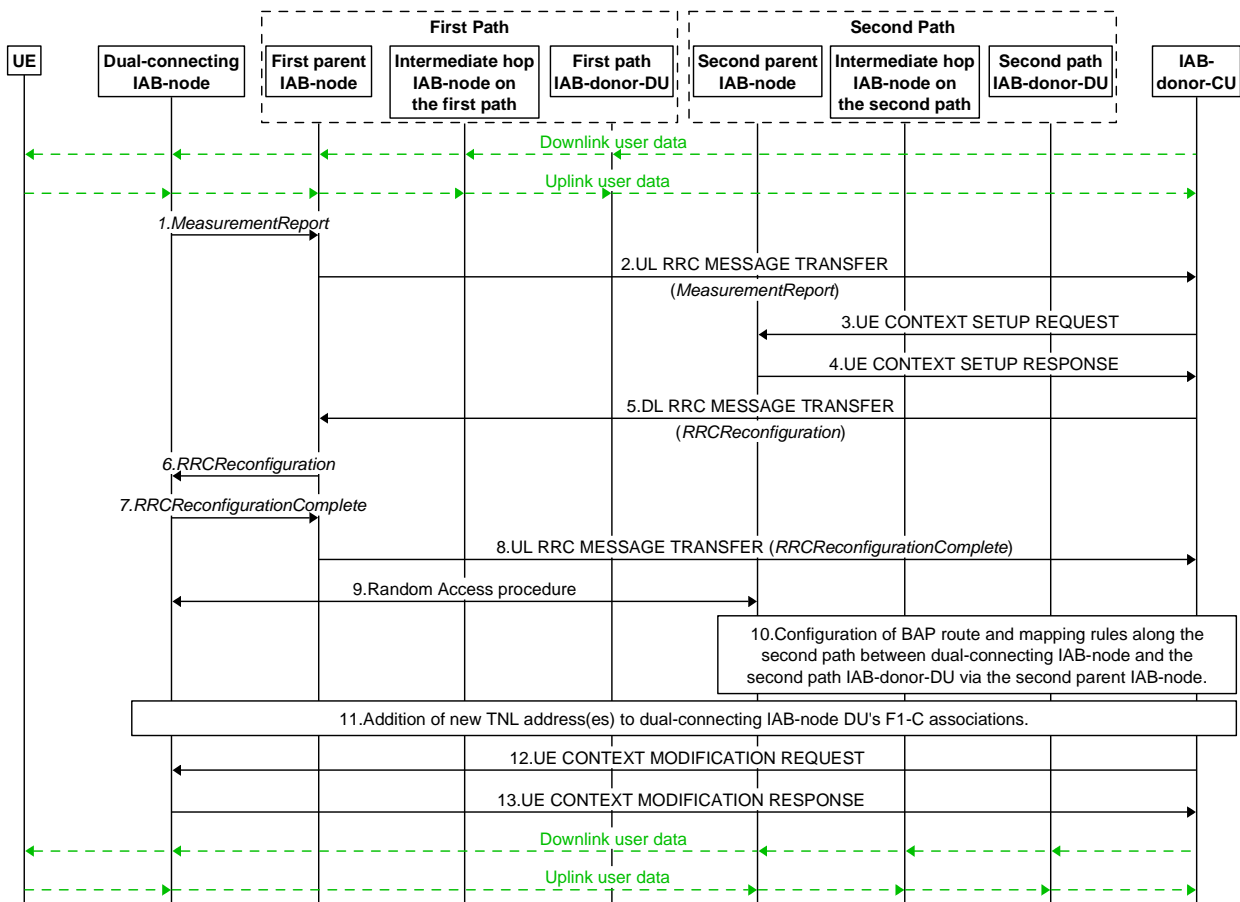 First Path
Second Path
UE
Dual-connecting
IAB-node
First parent
IAB-node
Intermediate hop
IAB-node on
the first path
First path
IAB-donor-DU
Second parent
IAB-node
Intermediate hop
IAB-node on
the second path
Second path
IAB-donor-DU
IAB-
donor-CU
Downlink user data
Uplink user data
1.MeasurementReport
2.UL RRC MESSAGE TRANSFER
(MeasurementReport)
3.UE CONTEXT SETUP REQUEST
4.UE CONTEXT SETUP RESPONSE
5.DL RRC MESSAGE TRANSFER
(RRCReconfiguration)
6.RRCReconfiguration
7.RRCReconfigurationComplete
8.UL RRC MESSAGE TRANSFER (RRCReconfigurationComplete)
9.Random Access procedure
10.Configuration of BAP route and mapping rules along the
second path between dual-connecting IAB-node and the
second path IAB-donor-DU via the second parent IAB-node.
11.Addition of new TNL address(es) to dual-connecting IAB-node DU's F1-C associations.
12.UE CONTEXT MODIFICATION REQUEST
13.UE CONTEXT MODIFICATION RESPONSE
Downlink user data
Uplink user data